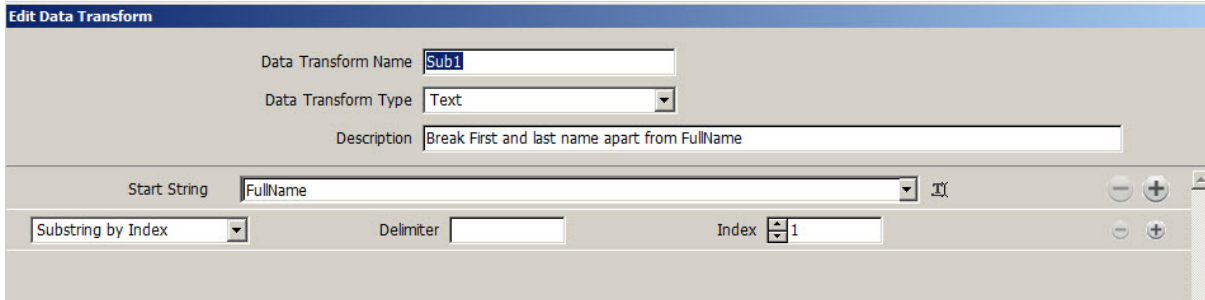 Edit Data Transform
Data Transform Name Sub1
Data Transform Type Text
Description Break First and last name apart from FullName
Start String FullName
Substring by Index Delimiter Index 1